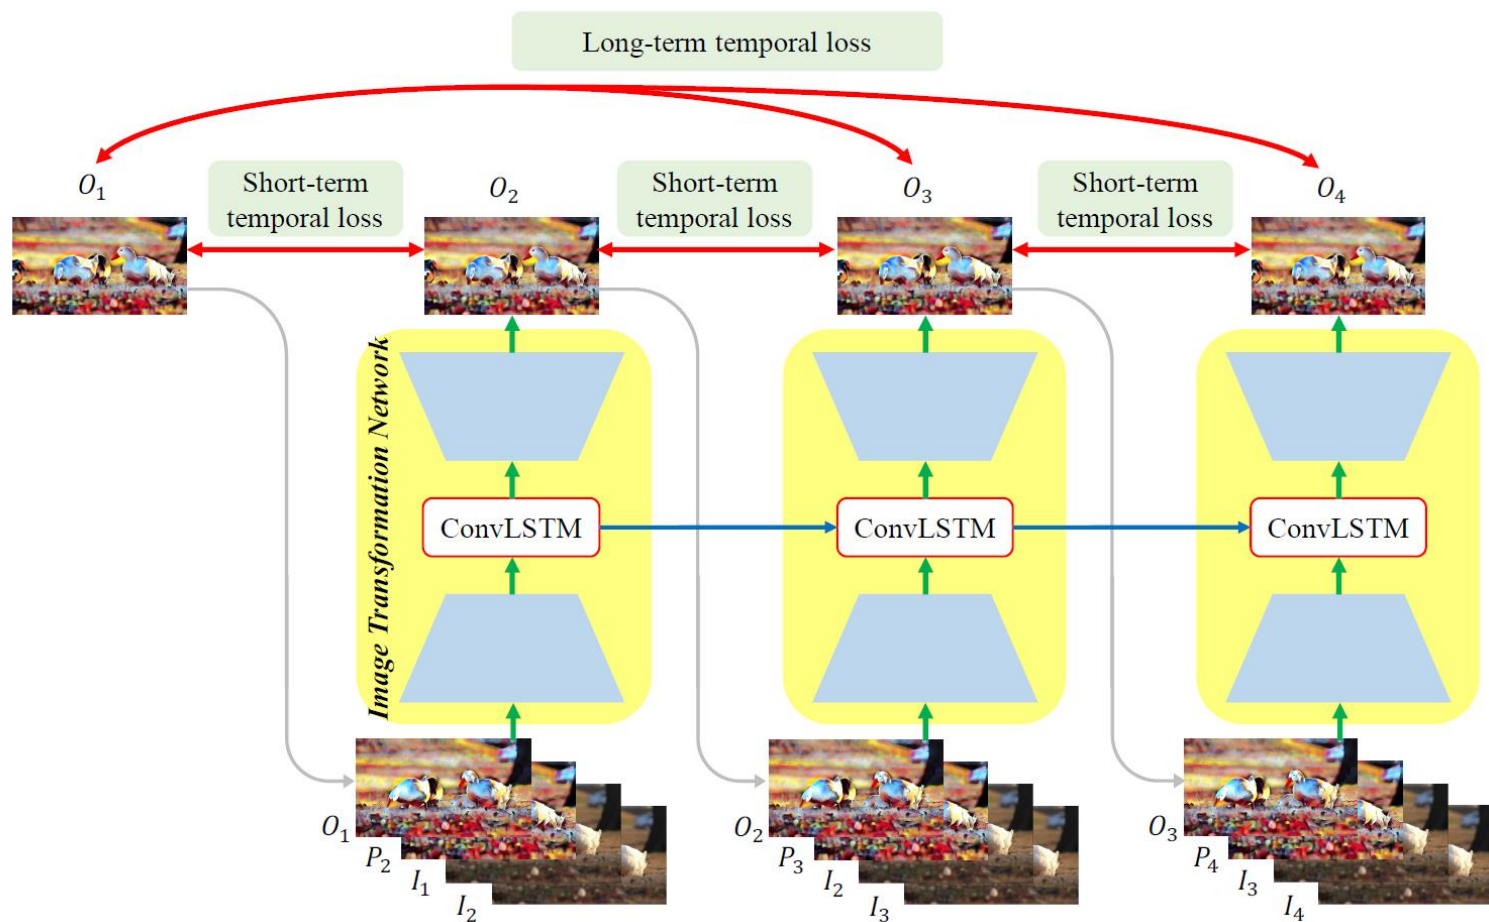 Long-term temporal loss
O₁
Short-term
temporal loss
O₂
Short-term
temporal loss
O₃
Short-term
temporal loss
O₄
Image Transformation Network
ConvLSTM
ConvLSTM
ConvLSTM
O₁
P₂
I₁
I₂
O₂
P₃
I₂
I₃
O₃
P₄
I₃
I₄